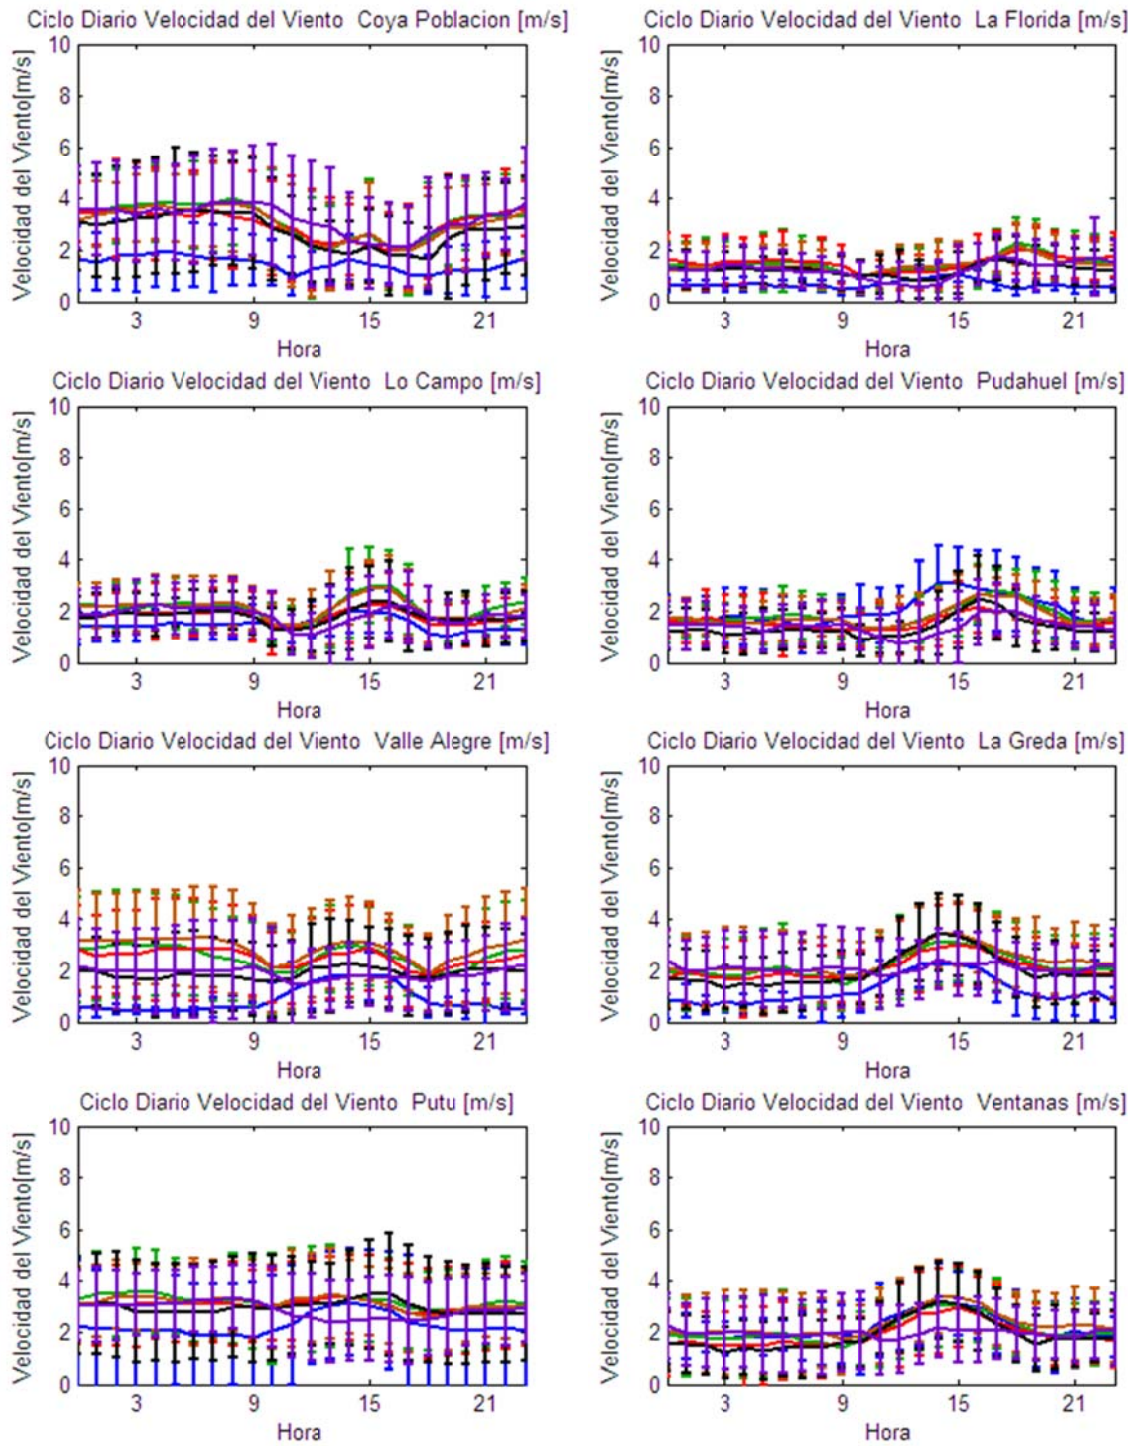 Ciclo Diario Velocidad del Viento Coya Poblacion [m/s]
Velocidad del Viento[m/s]
10
8
6
4
2
0
3 9 15 21
Hora
Ciclo Diario Velocidad del Viento La Florida [m/s]
Velocidad del Viento[m/s]
10
8
6
4
2
0
3 9 15 21
Hora
Ciclo Diario Velocidad del Viento Lo Campo [m/s]
Velocidad del Viento[m/s]
10
8
6
4
2
0
3 9 15 21
Hora
Ciclo Diario Velocidad del Viento Pudahuel [m/s]
Velocidad del Viento[m/s]
10
8
6
4
2
0
3 9 15 21
Hora
Ciclo Diario Velocidad del Viento Valle Alegre [m/s]
Velocidad del Viento[m/s]
10
8
6
4
2
0
3 9 15 21
Hora
Ciclo Diario Velocidad del Viento La Greda [m/s]
Velocidad del Viento[m/s]
10
8
6
4
2
0
3 9 15 21
Hora
Ciclo Diario Velocidad del Viento Putu [m/s]
Velocidad del Viento[m/s]
10
8
6
4
2
0
3 9 15 21
Hora
Ciclo Diario Velocidad del Viento Ventanas [m/s]
Velocidad del Viento[m/s]
10
8
6
4
2
0
3 9 15 21
Hora